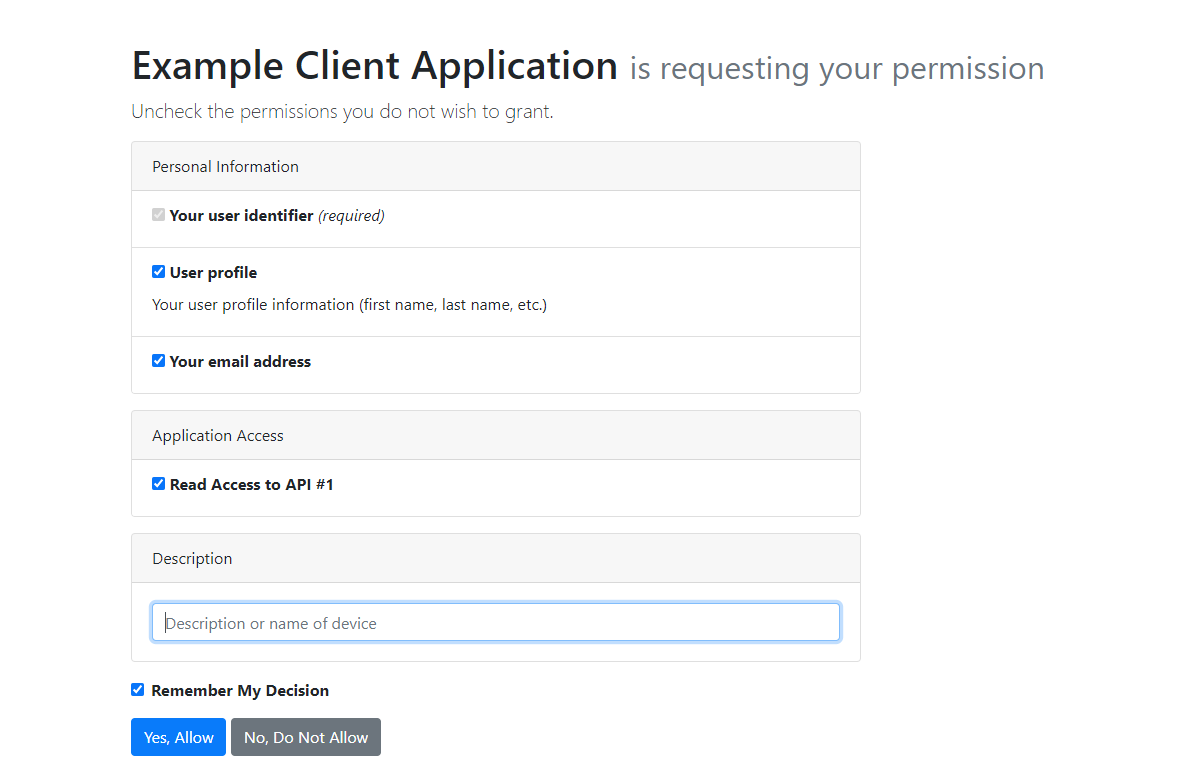 Example Client Application is requesting your permission
Uncheck the permissions you do not wish to grant.
Personal Information
Your user identifier (required)
User profile
Your user profile information (first name, last name, etc.)
Your email address
Application Access
Read Access to API #1
Description
Description or name of device
Remember My Decision
Yes, Allow No, Do Not Allow